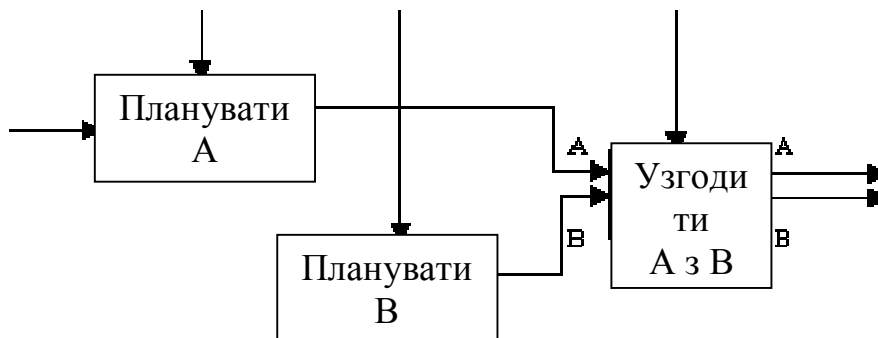 Планувати
А
A
A
Узгоди
ти
А з В
B
B
Планувати
В